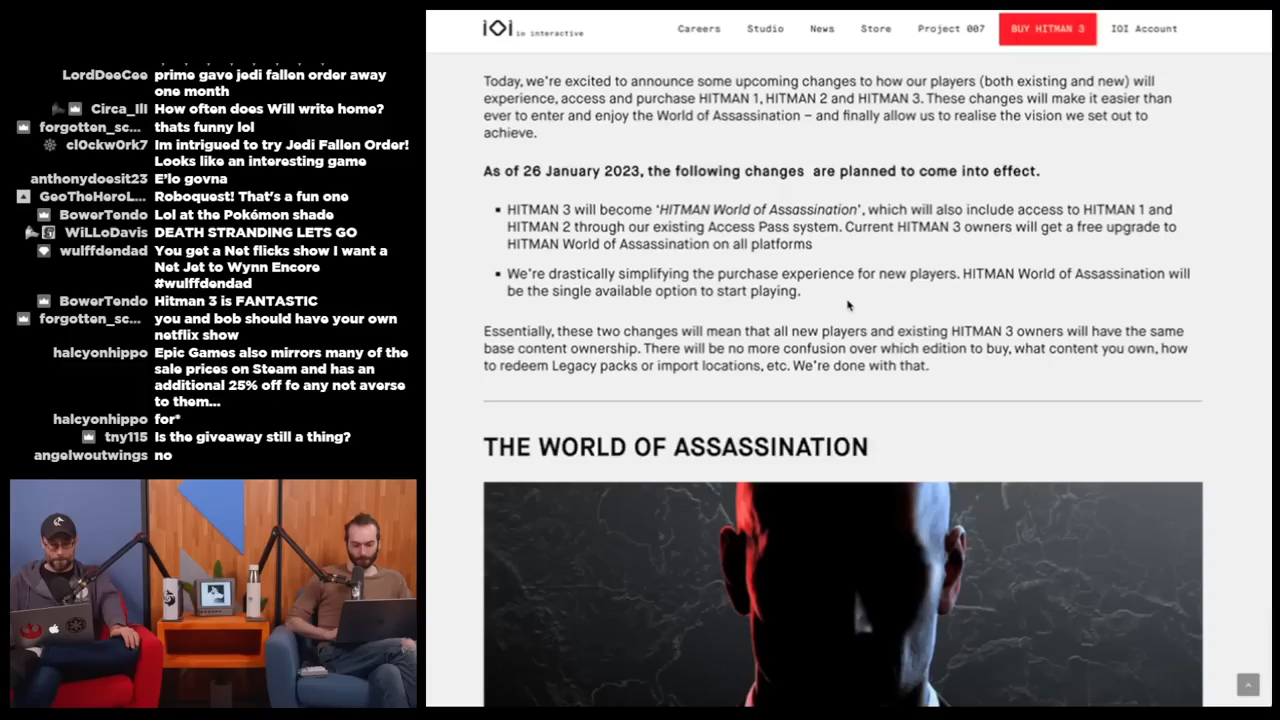 LordDeeCee prime gave jedi fallen order away
one month
Circa_lll How often does Will write home?
forgotten_sc... thats funny lol
clOckwOrk7 Im intrigued to try Jedi Fallen Order!
Looks like an interesting game
anthonydoesit23 E'lo govna
GeoTheHeroL... Roboquest! That's a fun one
BowerTendo Lol at the Pokémon shade
WiLLoDavis DEATH STRANDING LETS GO
wulffdendad You get a Net flicks show I want a
Net Jet to Wynn Encore
#wulffdendad
BowerTendo Hitman 3 is FANTASTIC
forgotten_sc... you and bob should have your own
netflix show
halcyonhippo Epic Games also mirrors many of the
sale prices on Steam and has an
additional 25% off fo any not averse
to them...
halcyonhippo for*
tny115 Is the giveaway still a thing?
angelwoutwings no
iOi io interactive
Careers Studio News Store Project 007 BUY HITMAN 3 IOI Account
Today, we're excited to announce some upcoming changes to how our players (both existing and new) will
experience, access and purchase HITMAN 1, HITMAN 2 and HITMAN 3. These changes will make it easier than
ever to enter and enjoy the World of Assassination – and finally allow us to realise the vision we set out to
achieve.
As of 26 January 2023, the following changes are planned to come into effect.
▪ HITMAN 3 will become 'HITMAN World of Assassination', which will also include access to HITMAN 1 and
HITMAN 2 through our existing Access Pass system. Current HITMAN 3 owners will get a free upgrade to
HITMAN World of Assassination on all platforms
▪ We're drastically simplifying the purchase experience for new players. HITMAN World of Assassination will
be the single available option to start playing.
Essentially, these two changes will mean that all new players and existing HITMAN 3 owners will have the same
base content ownership. There will be no more confusion over which edition to buy, what content you own, how
to redeem Legacy packs or import locations, etc. We're done with that.
THE WORLD OF ASSASSINATION